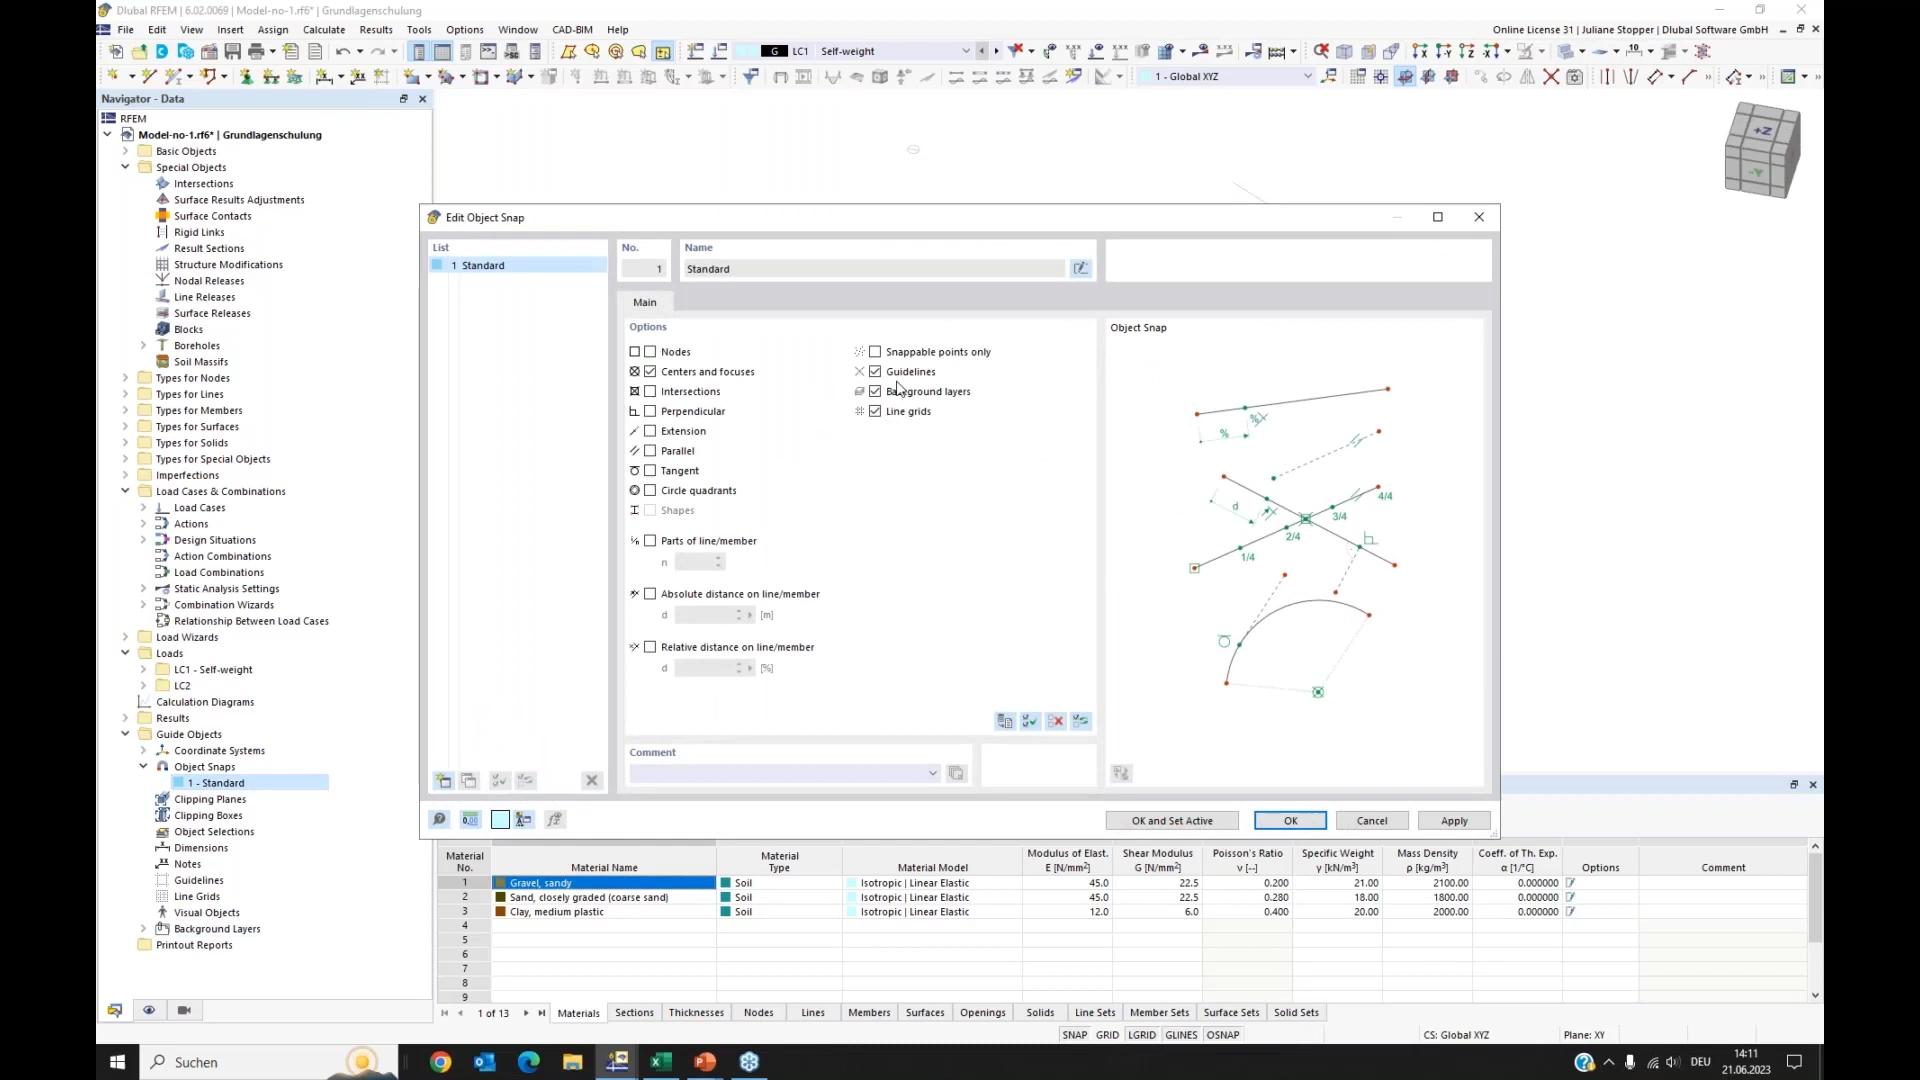 Dlubal RFEM | 6.02.0069 | Model-no-1.rf6* | Grundlagenschulung
File Edit View Insert Assign Calculate Results Tools Options Window CAD-BIM Help
Online License 31 | Juliane Stopper | Dlubal Software GmbH
G LC1 Self-weight
1 - Global XYZ
Navigator - Data
RFEM
Model-no-1.rf6* | Grundlagenschulung
Basic Objects
Special Objects
Intersections
Surface Results Adjustments
Surface Contacts
Rigid Links
Result Sections
Structure Modifications
Nodal Releases
Line Releases
Surface Releases
Blocks
Boreholes
Soil Massifs
Types for Nodes
Types for Lines
Types for Members
Types for Surfaces
Types for Solids
Types for Special Objects
Imperfections
Load Cases & Combinations
Load Cases
Actions
Design Situations
Action Combinations
Load Combinations
Static Analysis Settings
Combination Wizards
Relationship Between Load Cases
Load Wizards
Loads
LC1 - Self-weight
LC2
Calculation Diagrams
Results
Guide Objects
Coordinate Systems
Object Snaps
1 - Standard
Clipping Planes
Clipping Boxes
Object Selections
Dimensions
Notes
Guidelines
Line Grids
Visual Objects
Background Layers
Printout Reports
+Z
-Y
Edit Object Snap
List
1 Standard
No.
1
Name
Standard
Main
Options
Nodes
Centers and focuses
Intersections
Perpendicular
Extension
Parallel
Tangent
Circle quadrants
Shapes
Parts of line/member
n
Absolute distance on line/member
d [m]
Relative distance on line/member
d [%]
Snappable points only
Guidelines
Background layers
Line grids
Comment
Object Snap
%
%
d
1/4
2/4
3/4
4/4
OK and Set Active OK Cancel Apply
Material No. Material Name Material Type Material Model Modulus of Elast. E [N/mm²] Shear Modulus G [N/mm²] Poisson's Ratio ν [--] Specific Weight γ [kN/m³] Mass Density ρ [kg/m³] Coeff. of Th. Exp. α [1/°C] Options Comment
1 Gravel, sandy Soil Isotropic | Linear Elastic 45.0 22.5 0.200 21.00 2100.00 0.000000
2 Sand, closely graded (coarse sand) Soil Isotropic | Linear Elastic 45.0 22.5 0.280 18.00 1800.00 0.000000
3 Clay, medium plastic Soil Isotropic | Linear Elastic 12.0 6.0 0.400 20.00 2000.00 0.000000
4
5
6
7
8
9
1 of 13 Materials Sections Thicknesses Nodes Lines Members Surfaces Openings Solids Line Sets Member Sets Surface Sets Solid Sets
SNAP GRID LGRID GLINES OSNAP CS: Global XYZ Plane: XY
Suchen
DEU
14:11
21.06.2023